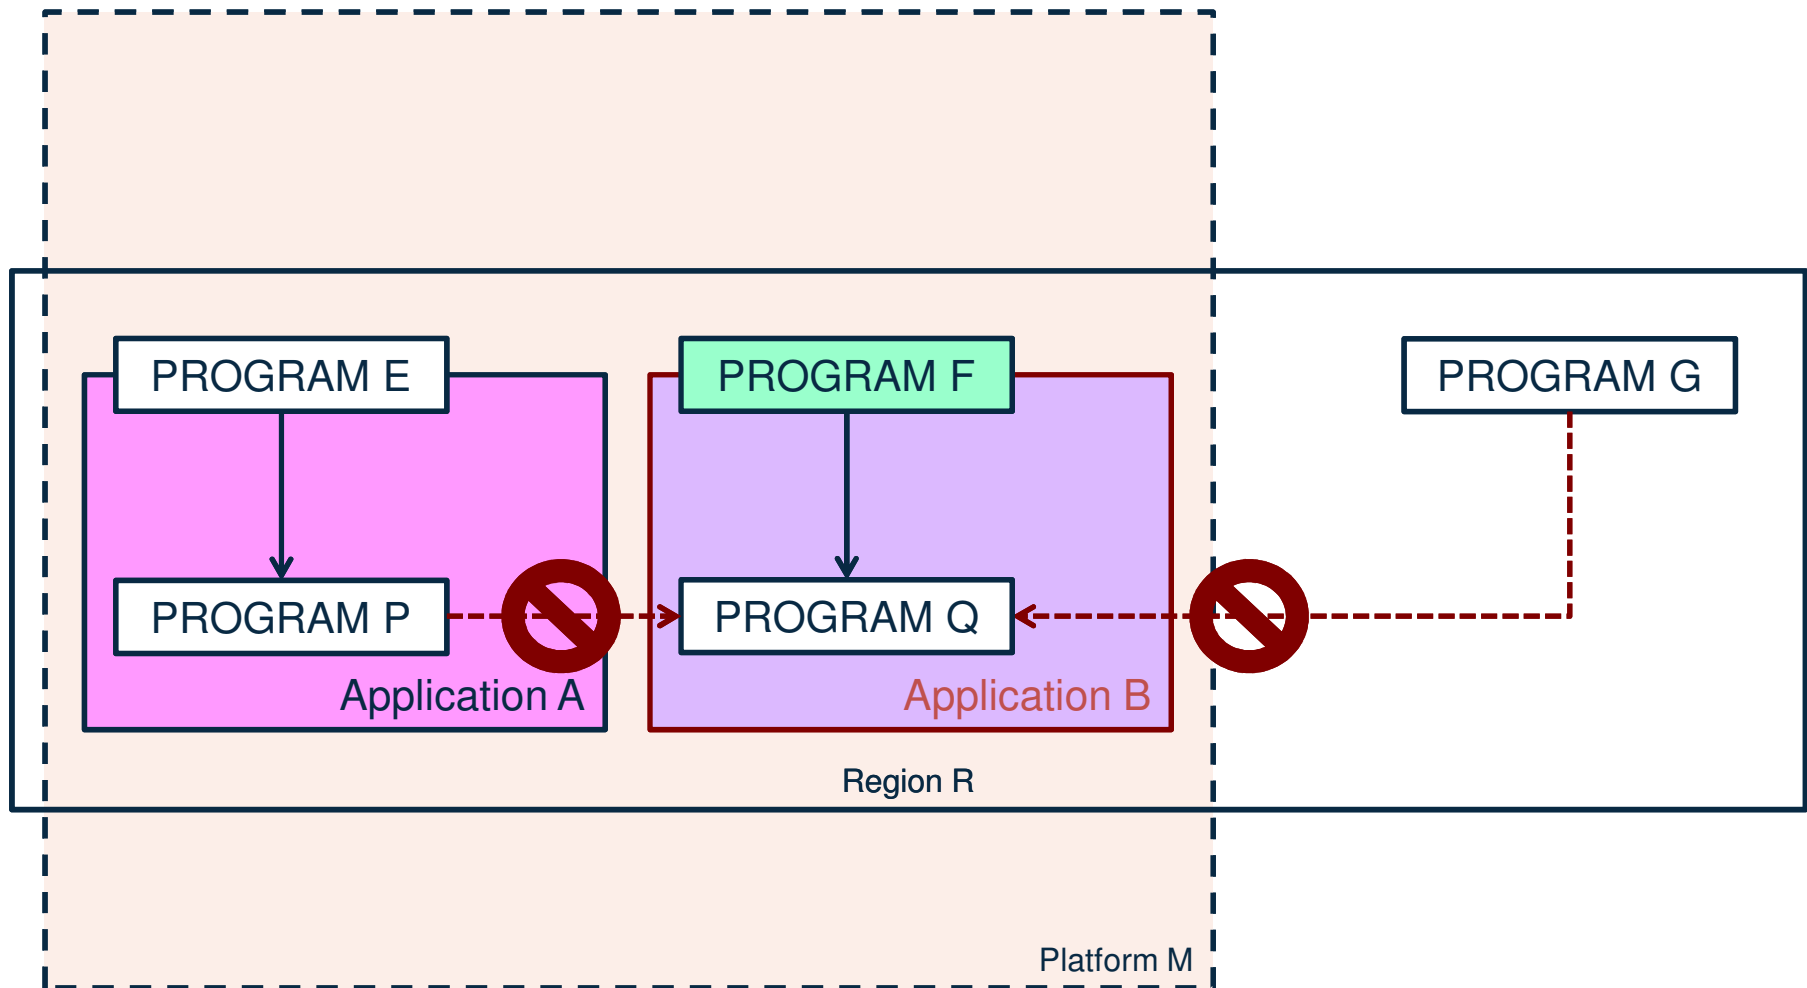 PROGRAM E
PROGRAM F
PROGRAM G
PROGRAM P
PROGRAM Q
Application A
Application B
Region R
Platform M